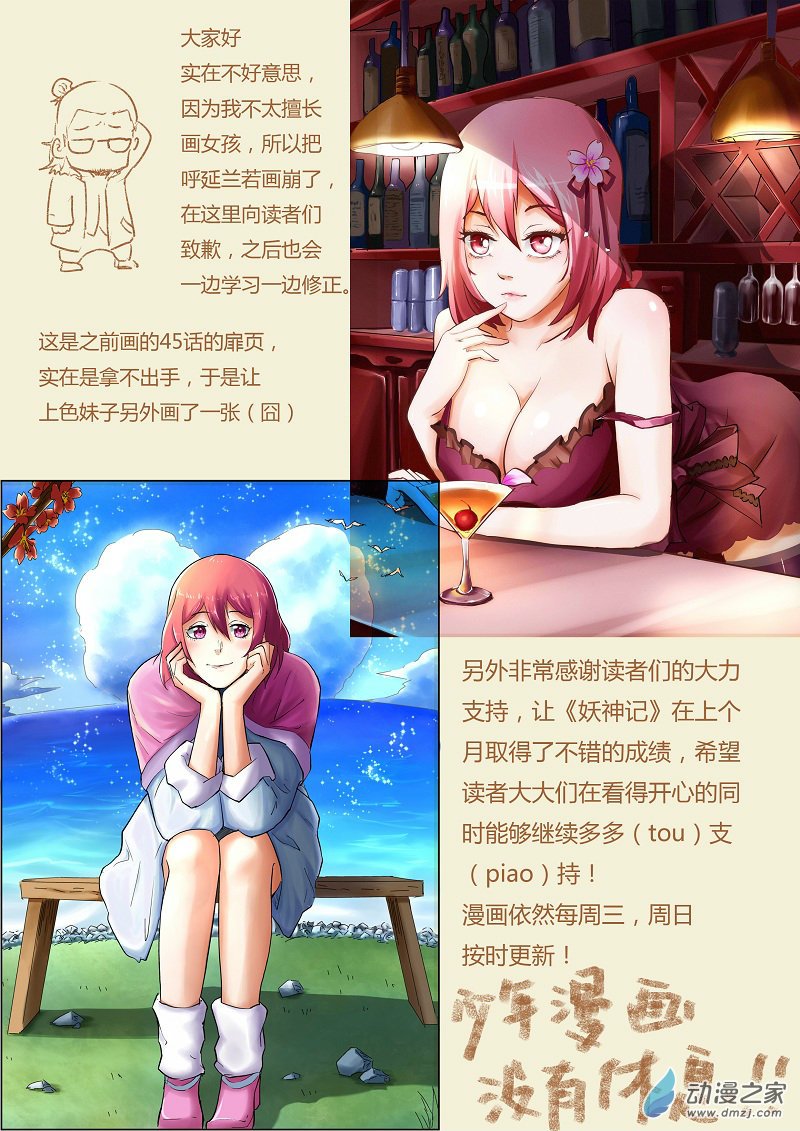 大家好
实在不好意思，
因为我不太擅长
画女孩，所以把
呼延兰若画崩了，
在这里向读者们
致歉，之后也会
一边学习一边修正。
这是之前画的45话的扉页，
实在是拿不出手，于是让
上色妹子另外画了一张（囧）
另外非常感谢读者们的大力
支持，让《妖神记》在上个
月取得了不错的成绩，希望
读者大大们在看得开心的同
时能够继续多多（tou）支
（piao）持！
漫画依然每周三，周日
按时更新！
漫画
没有休息!!
动漫之家
www.dmzj.com